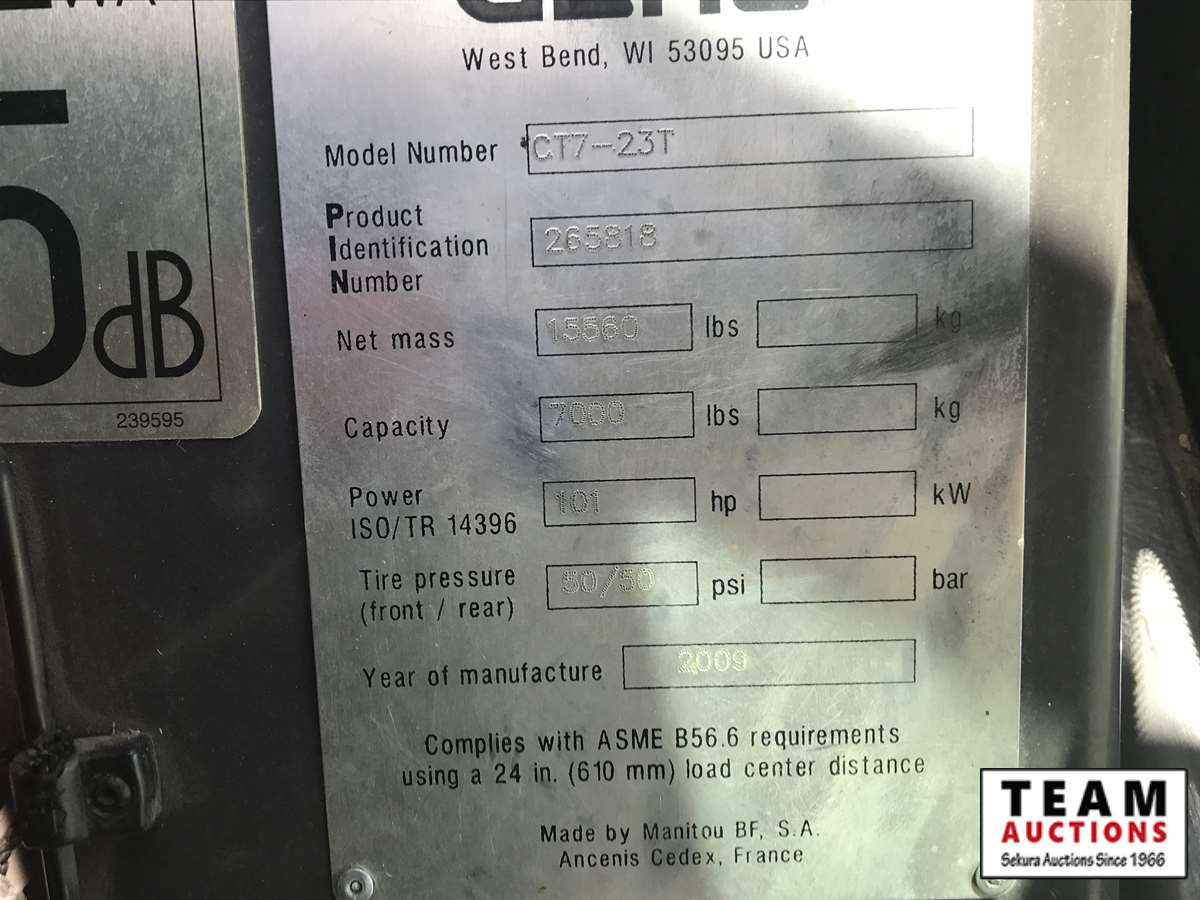 West Bend, WI 53095 USA
Model Number CT7-23T
Product
Identification 265818
Number
Net mass 15560 lbs kg
Capacity 7000 lbs kg
Power
ISO/TR 14396 101 hp kW
Tire pressure
(front / rear) 50/50 psi bar
Year of manufacture 2009
Complies with ASME B56.6 requirements
using a 24 in. (610 mm) load center distance
Made by Manitou BF, S.A.
Ancenis Cedex, France
dB
239595
TEAM
AUCTIONS
Sekura Auctions Since 1966